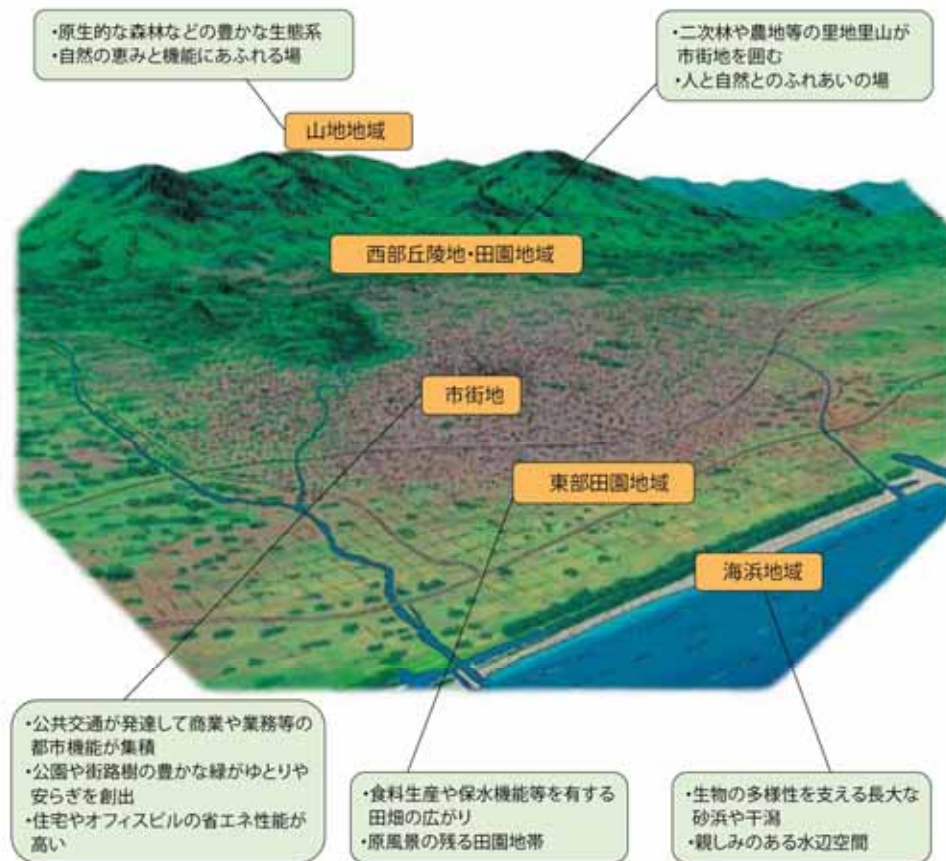 ・原生的な森林などの豊かな生態系
・自然の恵みと機能にあふれる場
・二次林や農地等の里地里山が
市街地を囲む
・人と自然とのふれあいの場
山地地域
西部丘陵地・田園地域
市街地
東部田園地域
海浜地域
・公共交通が発達して商業や業務等の
都市機能が集積
・公園や街路樹の豊かな緑がゆとりや
安らぎを創出
・住宅やオフィスビルの省エネ性能が
高い
・食料生産や保水機能等を有する
田畑の広がり
・原風景の残る田園地帯
・生物の多様性を支える長大な
砂浜や干潟
・親しみのある水辺空間